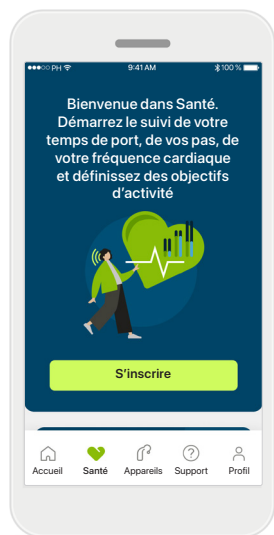 PH 9:41 AM 100 %
Bienvenue dans Santé.
Démarrez le suivi de votre
temps de port, de vos pas, de
votre fréquence cardiaque
et définissez des objectifs
d'activité
S'inscrire
Accueil Santé Appareils Support Profil